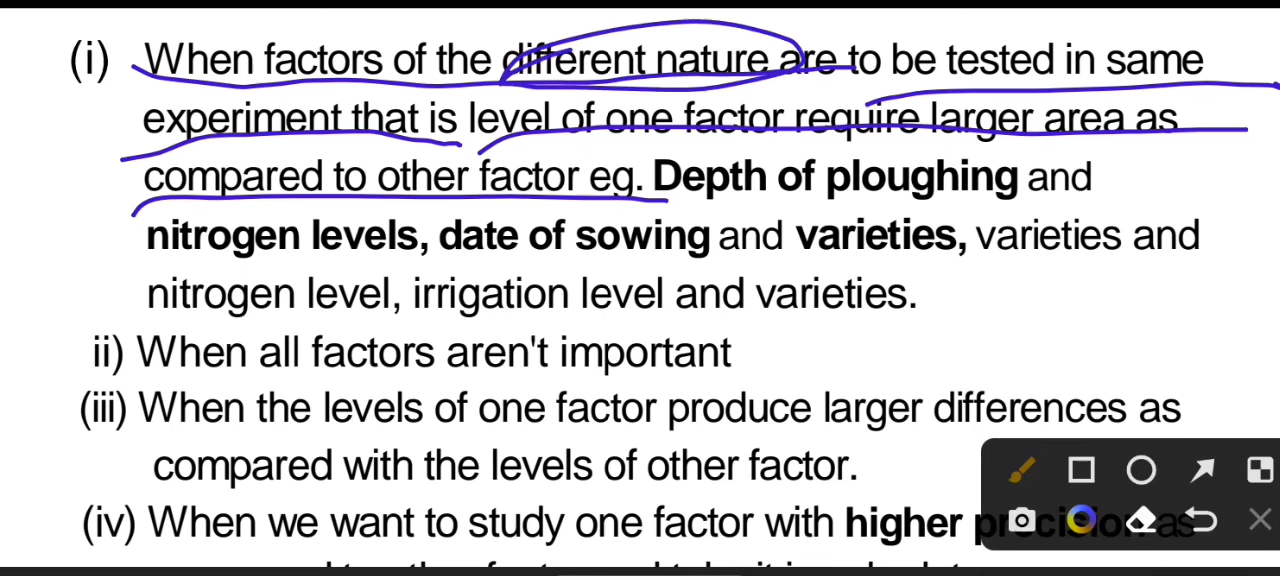 (i) When factors of the different nature are to be tested in same
experiment that is level of one factor require larger area as
compared to other factor eg. Depth of ploughing and
nitrogen levels, date of sowing and varieties, varieties and
nitrogen level, irrigation level and varieties.
ii) When all factors aren't important
(iii) When the levels of one factor produce larger differences as
compared with the levels of other factor.
(iv) When we want to study one factor with higher precision as